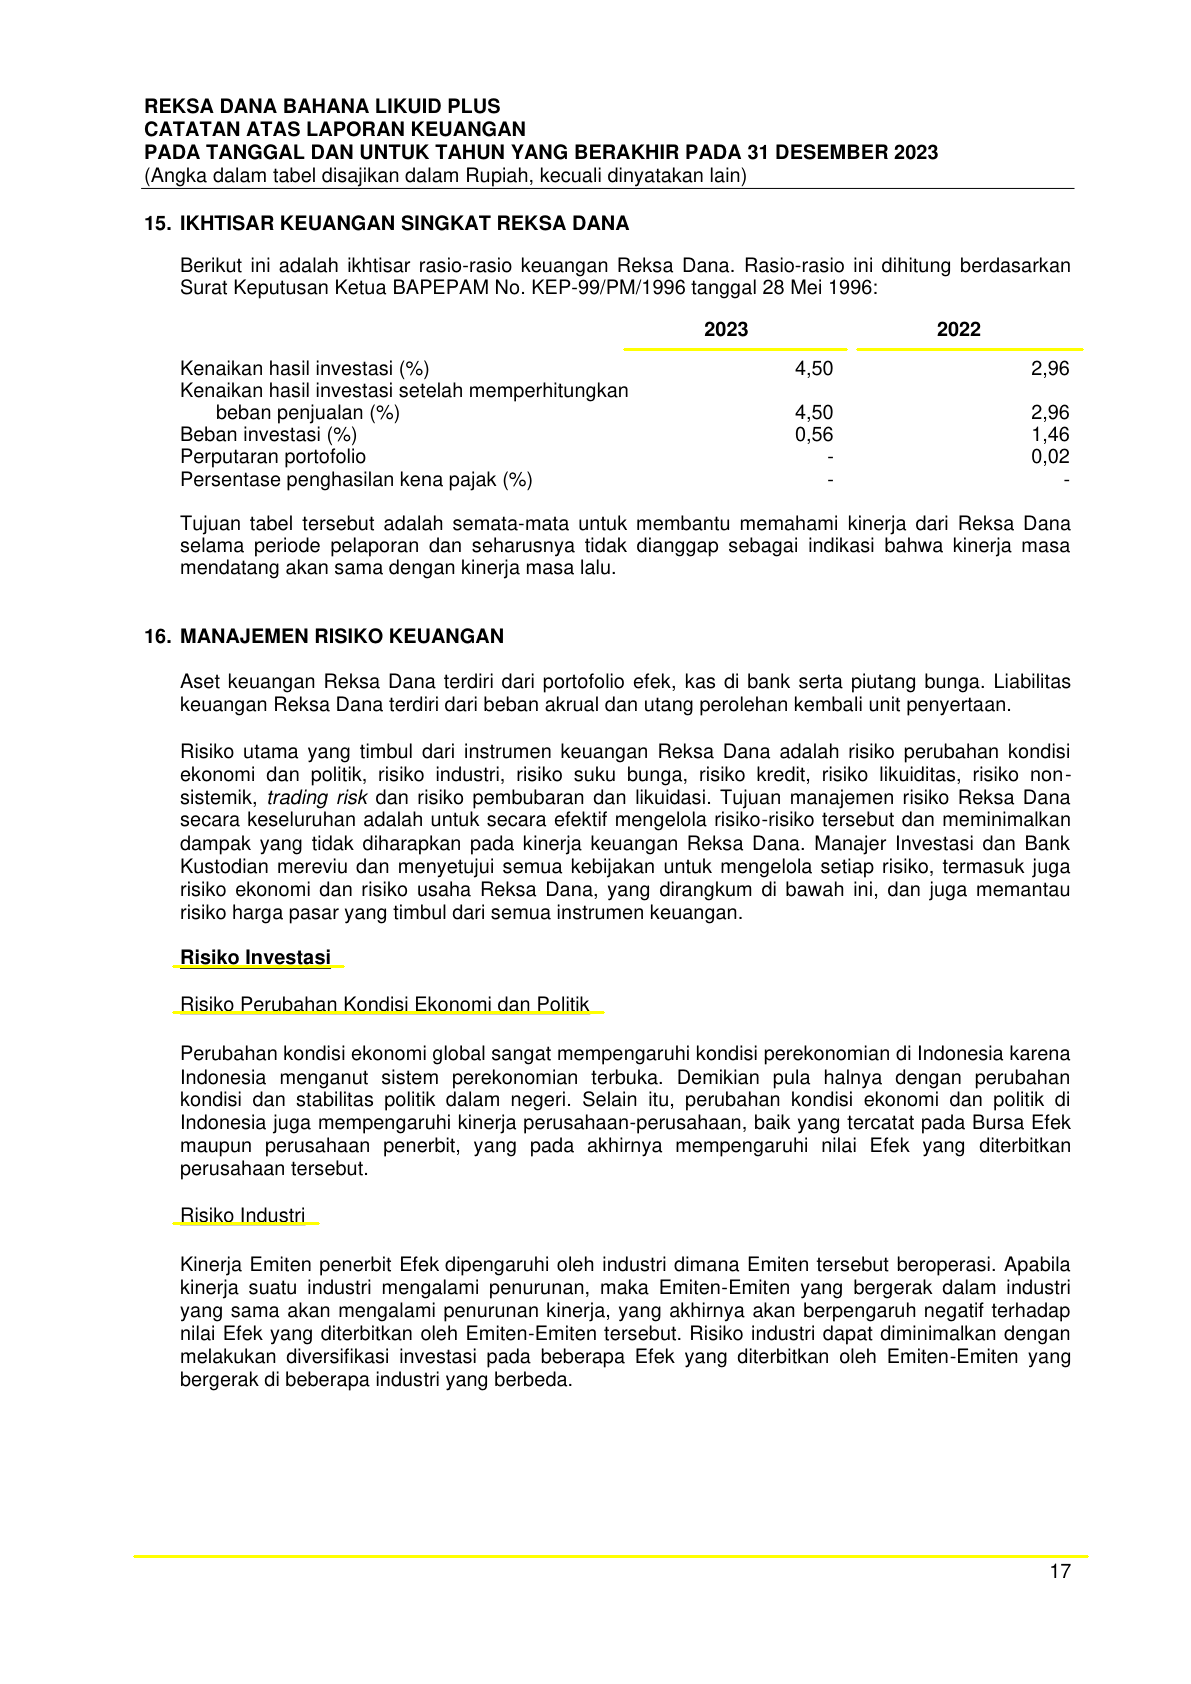 REKSA DANA BAHANA LIKUID PLUS
CATATAN ATAS LAPORAN KEUANGAN
PADA TANGGAL DAN UNTUK TAHUN YANG BERAKHIR PADA 31 DESEMBER 2023
(Angka dalam tabel disajikan dalam Rupiah, kecuali dinyatakan lain)
15. IKHTISAR KEUANGAN SINGKAT REKSA DANA
Berikut ini adalah ikhtisar rasio-rasio keuangan Reksa Dana. Rasio-rasio ini dihitung berdasarkan
Surat Keputusan Ketua BAPEPAM No. KEP-99/PM/1996 tanggal 28 Mei 1996:
2023 2022
Kenaikan hasil investasi (%) 4,50 2,96
Kenaikan hasil investasi setelah memperhitungkan
beban penjualan (%) 4,50 2,96
Beban investasi (%) 0,56 1,46
Perputaran portofolio - 0,02
Persentase penghasilan kena pajak (%) - -
Tujuan tabel tersebut adalah semata-mata untuk membantu memahami kinerja dari Reksa Dana
selama periode pelaporan dan seharusnya tidak dianggap sebagai indikasi bahwa kinerja masa
mendatang akan sama dengan kinerja masa lalu.
16. MANAJEMEN RISIKO KEUANGAN
Aset keuangan Reksa Dana terdiri dari portofolio efek, kas di bank serta piutang bunga. Liabilitas
keuangan Reksa Dana terdiri dari beban akrual dan utang perolehan kembali unit penyertaan.
Risiko utama yang timbul dari instrumen keuangan Reksa Dana adalah risiko perubahan kondisi
ekonomi dan politik, risiko industri, risiko suku bunga, risiko kredit, risiko likuiditas, risiko non-
sistemik, trading risk dan risiko pembubaran dan likuidasi. Tujuan manajemen risiko Reksa Dana
secara keseluruhan adalah untuk secara efektif mengelola risiko-risiko tersebut dan meminimalkan
dampak yang tidak diharapkan pada kinerja keuangan Reksa Dana. Manajer Investasi dan Bank
Kustodian mereviu dan menyetujui semua kebijakan untuk mengelola setiap risiko, termasuk juga
risiko ekonomi dan risiko usaha Reksa Dana, yang dirangkum di bawah ini, dan juga memantau
risiko harga pasar yang timbul dari semua instrumen keuangan.
Risiko Investasi
Risiko Perubahan Kondisi Ekonomi dan Politik
Perubahan kondisi ekonomi global sangat mempengaruhi kondisi perekonomian di Indonesia karena
Indonesia menganut sistem perekonomian terbuka. Demikian pula halnya dengan perubahan
kondisi dan stabilitas politik dalam negeri. Selain itu, perubahan kondisi ekonomi dan politik di
Indonesia juga mempengaruhi kinerja perusahaan-perusahaan, baik yang tercatat pada Bursa Efek
maupun perusahaan penerbit, yang pada akhirnya mempengaruhi nilai Efek yang diterbitkan
perusahaan tersebut.
Risiko Industri
Kinerja Emiten penerbit Efek dipengaruhi oleh industri dimana Emiten tersebut beroperasi. Apabila
kinerja suatu industri mengalami penurunan, maka Emiten-Emiten yang bergerak dalam industri
yang sama akan mengalami penurunan kinerja, yang akhirnya akan berpengaruh negatif terhadap
nilai Efek yang diterbitkan oleh Emiten-Emiten tersebut. Risiko industri dapat diminimalkan dengan
melakukan diversifikasi investasi pada beberapa Efek yang diterbitkan oleh Emiten-Emiten yang
bergerak di beberapa industri yang berbeda.
17